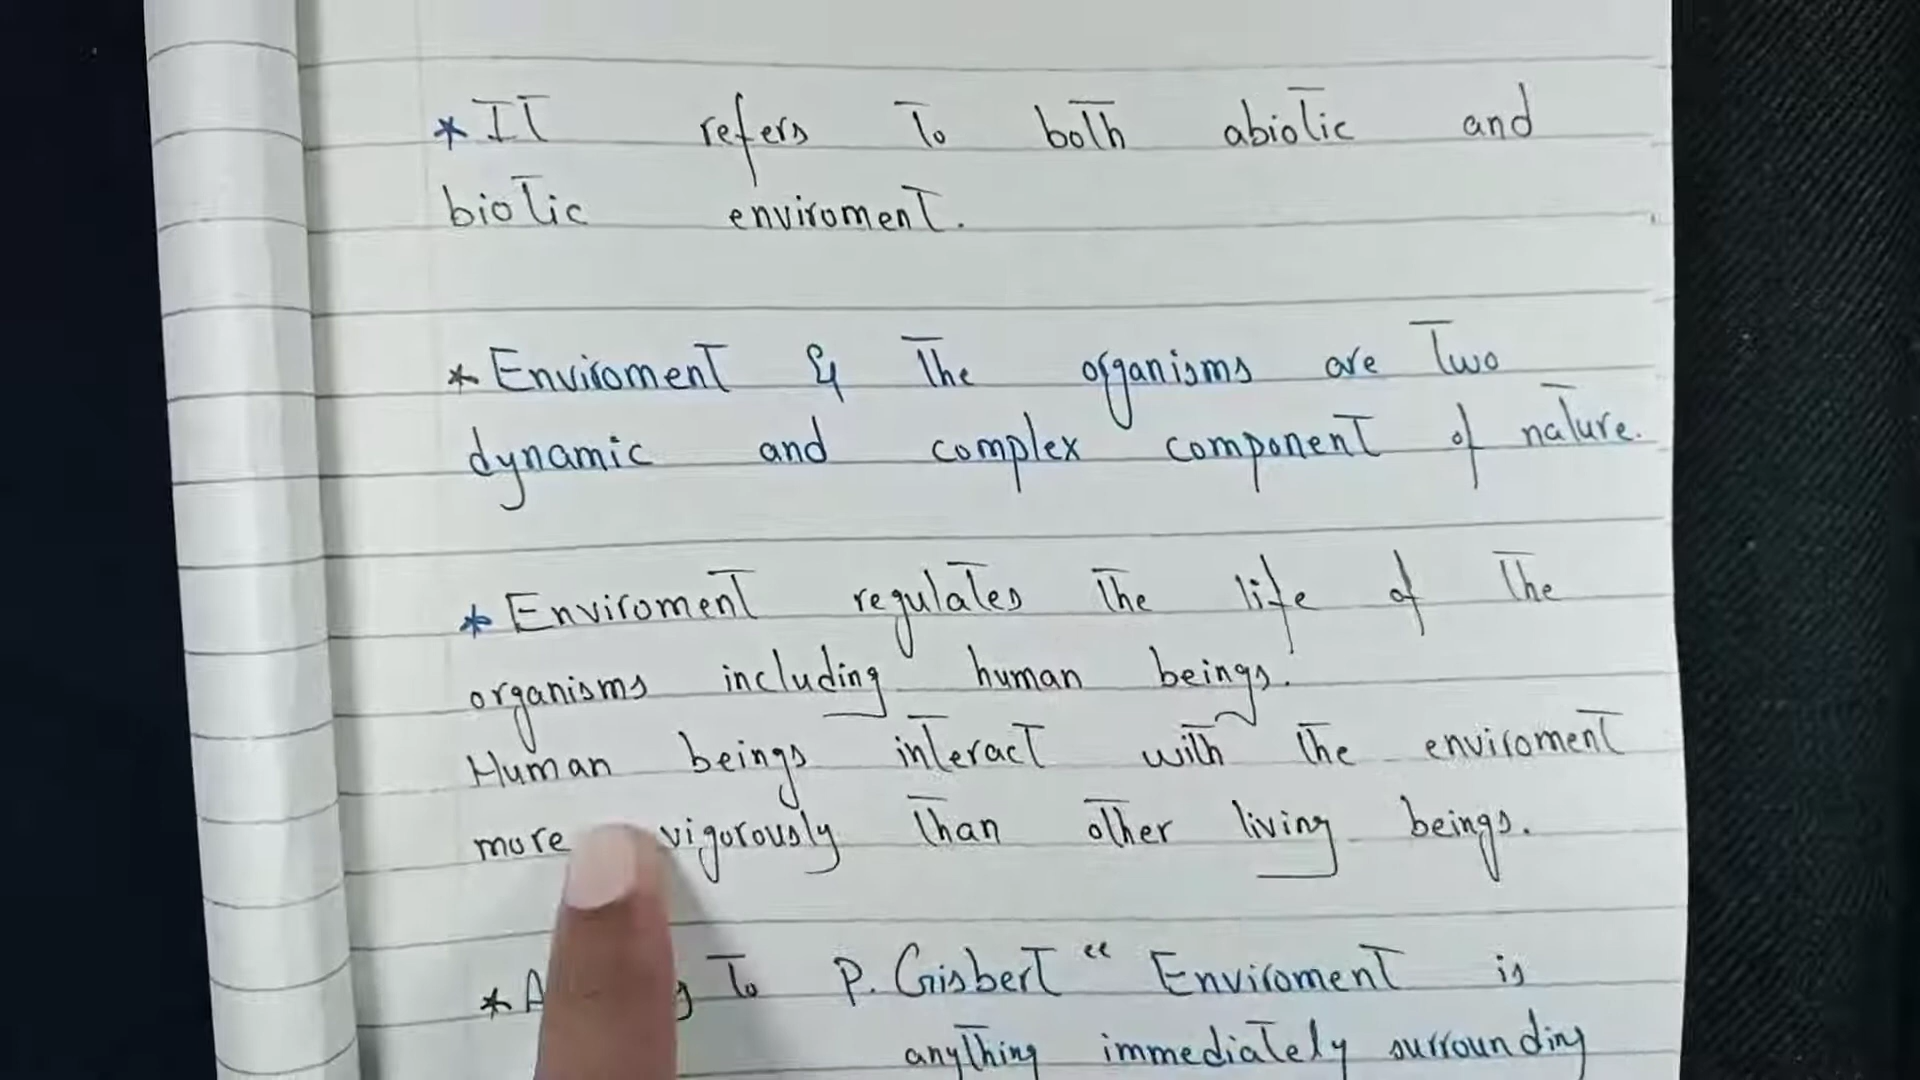 * It refers to both abiotic and
biotic enviroment.
* Enviroment & the organisms are two
dynamic and complex component of nature.
* Enviroment regulates the life of the
organisms including human beings.
Human beings interact with the enviroment
more vigorously than other living beings.
* to P. Gisbert “ Enviroment is
anything immediately surrounding